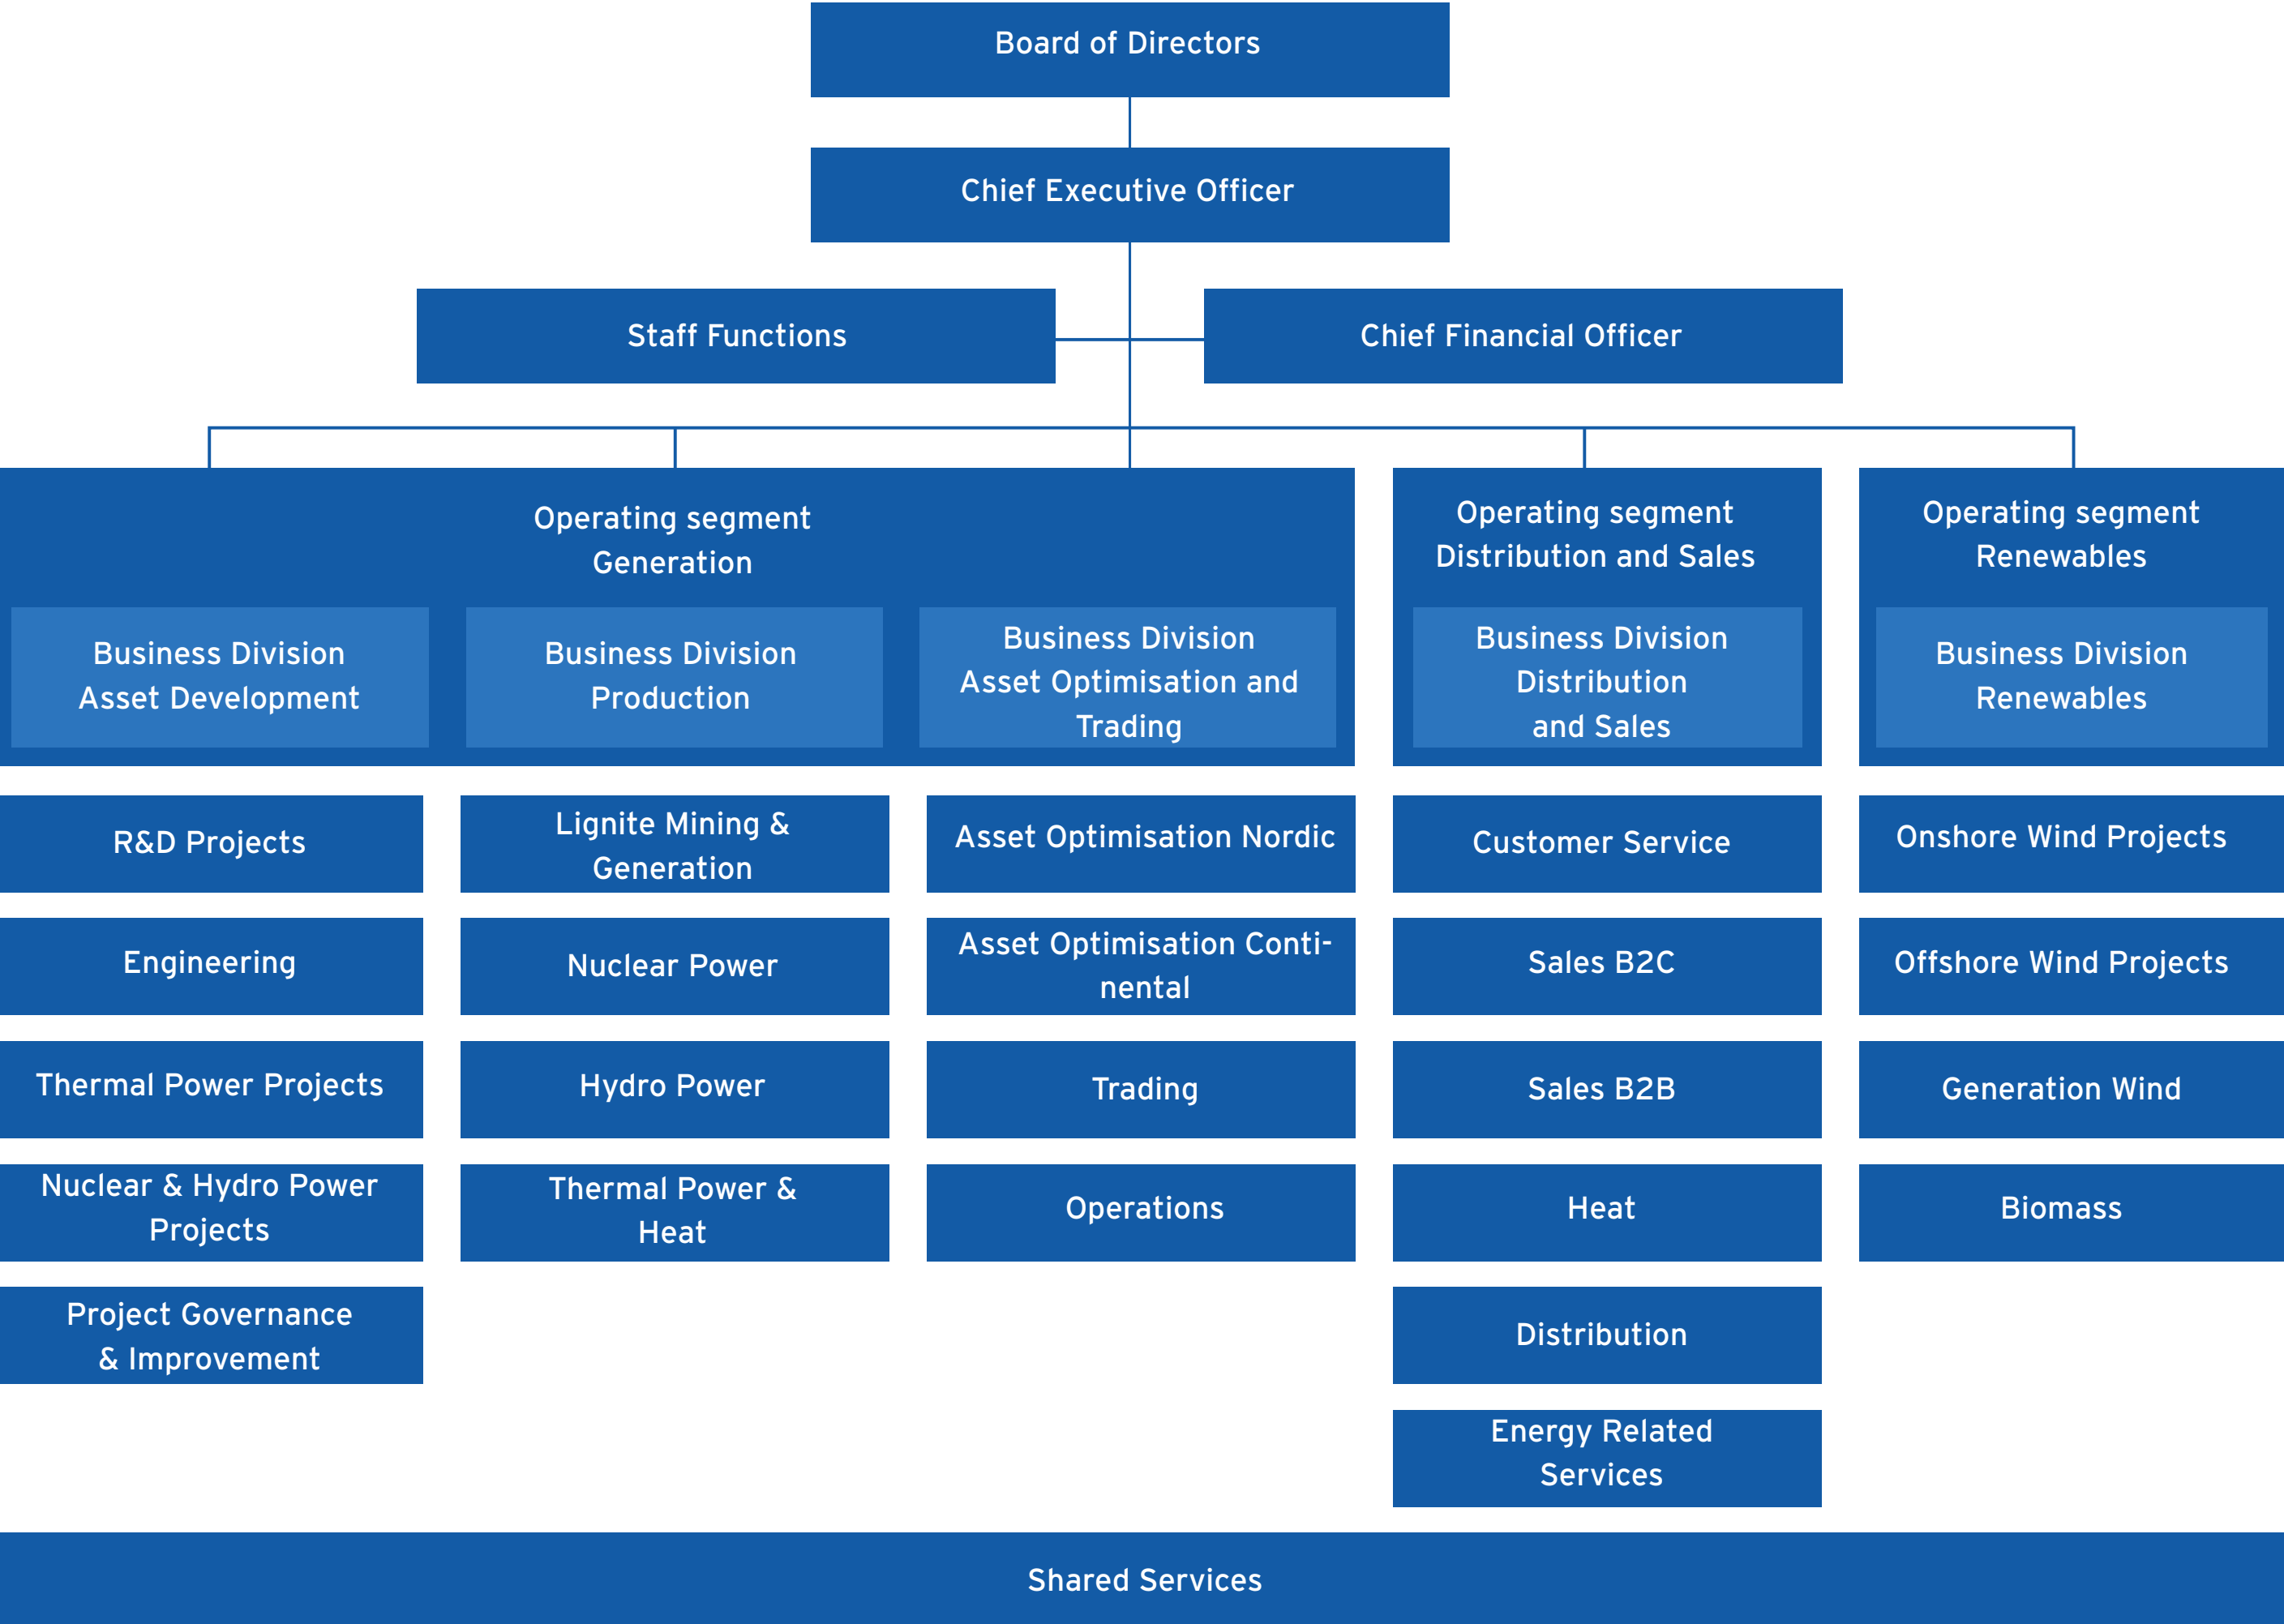 Board of Directors
Chief Executive Officer
Staff Functions
Chief Financial Officer
Operating segment
Generation
Operating segment
Distribution and Sales
Operating segment
Renewables
Business Division
Asset Development
Business Division
Production
Business Division
Asset Optimisation and
Trading
Business Division
Distribution
and Sales
Business Division
Renewables
R&D Projects
Engineering
Thermal Power Projects
Nuclear & Hydro Power
Projects
Project Governance
& Improvement
Lignite Mining &
Generation
Nuclear Power
Hydro Power
Thermal Power &
Heat
Asset Optimisation Nordic
Asset Optimisation Conti-
nental
Trading
Operations
Customer Service
Sales B2C
Sales B2B
Heat
Distribution
Energy Related
Services
Onshore Wind Projects
Offshore Wind Projects
Generation Wind
Biomass
Shared Services